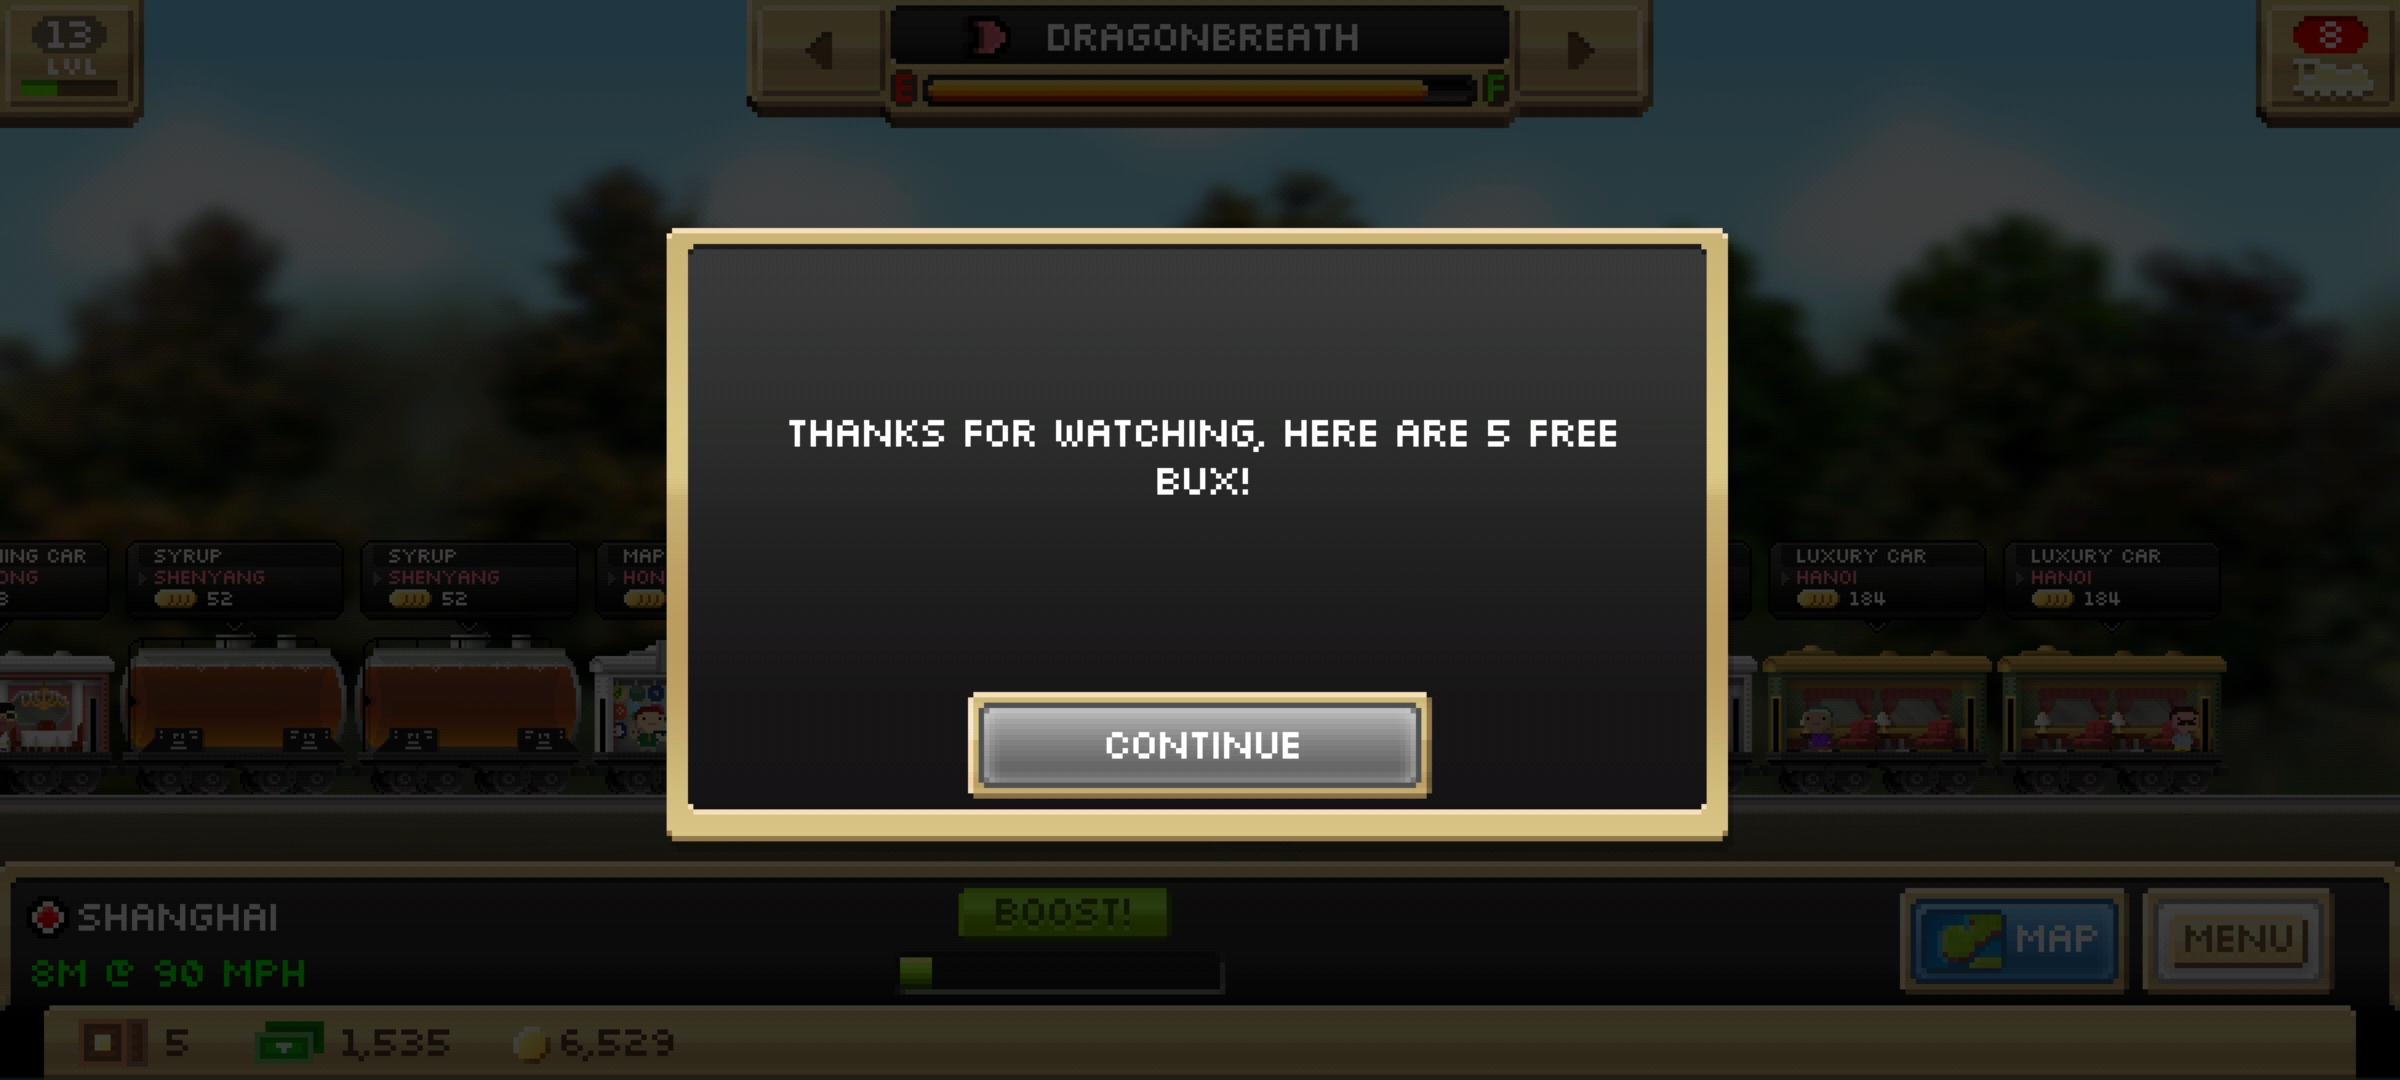 13
LVL
DRAGONBREATH
E F
8
THANKS FOR WATCHING, HERE ARE 5 FREE
BUX!
CONTINUE
SYRUP
SHENYANG
52
SYRUP
SHENYANG
52
LUXURY CAR
HANOI
184
LUXURY CAR
HANOI
184
SHANGHAI
8M @ 90 MPH
BOOST!
MAP
MENU
5
1,535
6,529